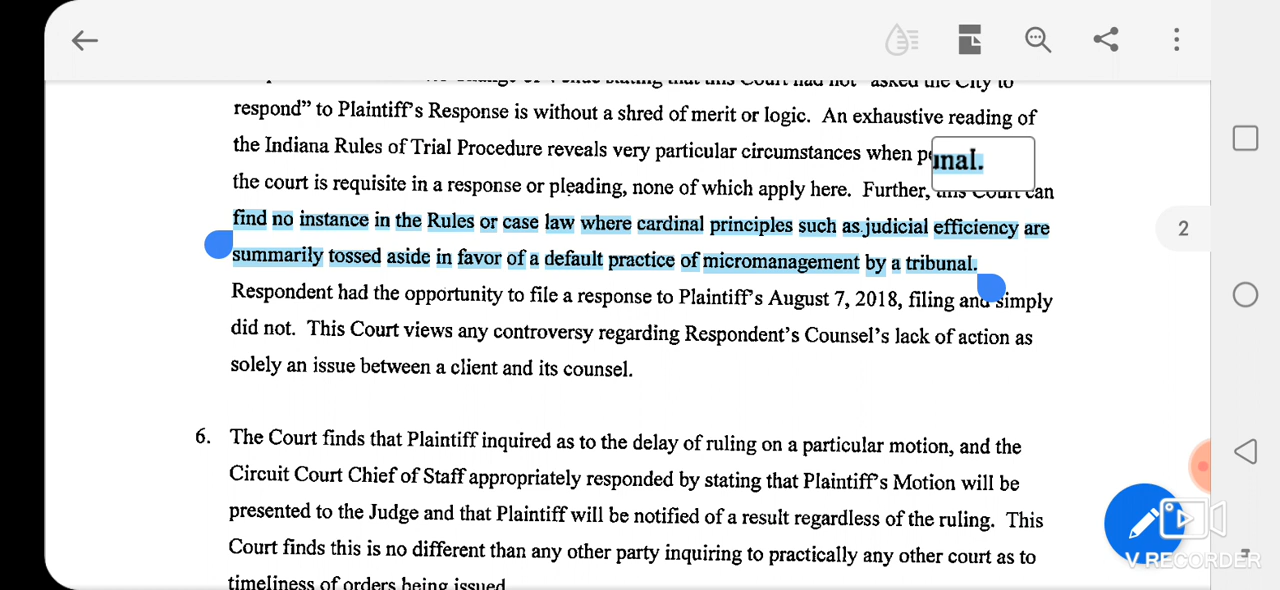 respond” to Plaintiff’s Response is without a shred of merit or logic. An exhaustive reading of
the Indiana Rules of Trial Procedure reveals very particular circumstances when
unal.
the court is requisite in a response or pleading, none of which apply here. Further, this Court can
find no instance in the Rules or case law where cardinal principles such as judicial efficiency are
summarily tossed aside in favor of a default practice of micromanagement by a tribunal.
Respondent had the opportunity to file a response to Plaintiff’s August 7, 2018, filing and simply
did not. This Court views any controversy regarding Respondent’s Counsel’s lack of action as
solely an issue between a client and its counsel.
6. The Court finds that Plaintiff inquired as to the delay of ruling on a particular motion, and the
Circuit Court Chief of Staff appropriately responded by stating that Plaintiff’s Motion will be
presented to the Judge and that Plaintiff will be notified of a result regardless of the ruling. This
Court finds this is no different than any other party inquiring to practically any other court as to
timeliness of orders being issued
2
V RECORDER